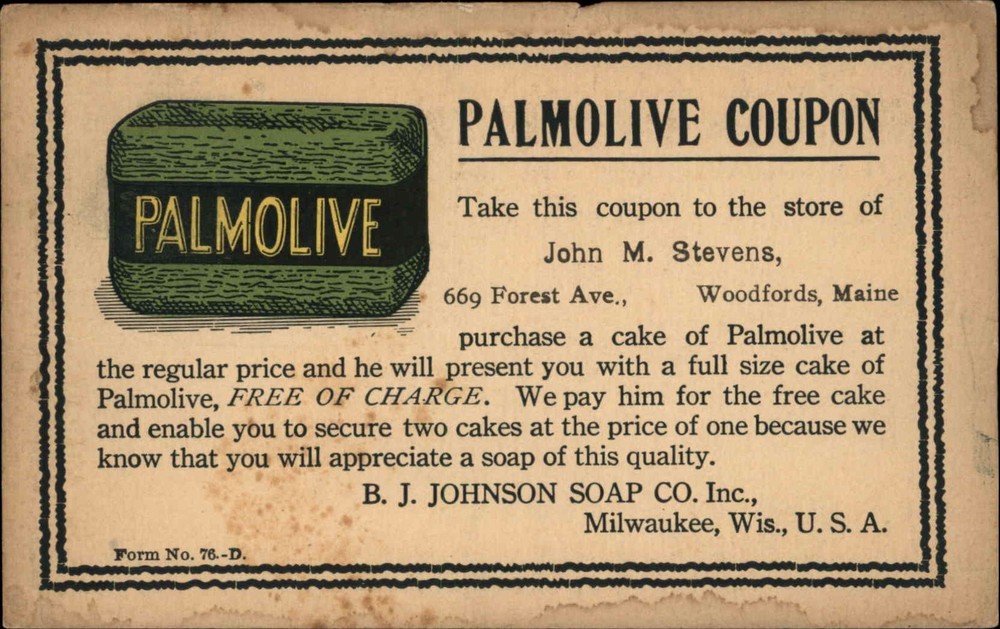 PALMOLIVE
PALMOLIVE COUPON
Take this coupon to the store of
John M. Stevens,
669 Forest Ave., Woodfords, Maine
purchase a cake of Palmolive at
the regular price and he will present you with a full size cake of
Palmolive, FREE OF CHARGE. We pay him for the free cake
and enable you to secure two cakes at the price of one because we
know that you will appreciate a soap of this quality.
B. J. JOHNSON SOAP CO. Inc.,
Milwaukee, Wis., U. S. A.
Form No. 76.-D.